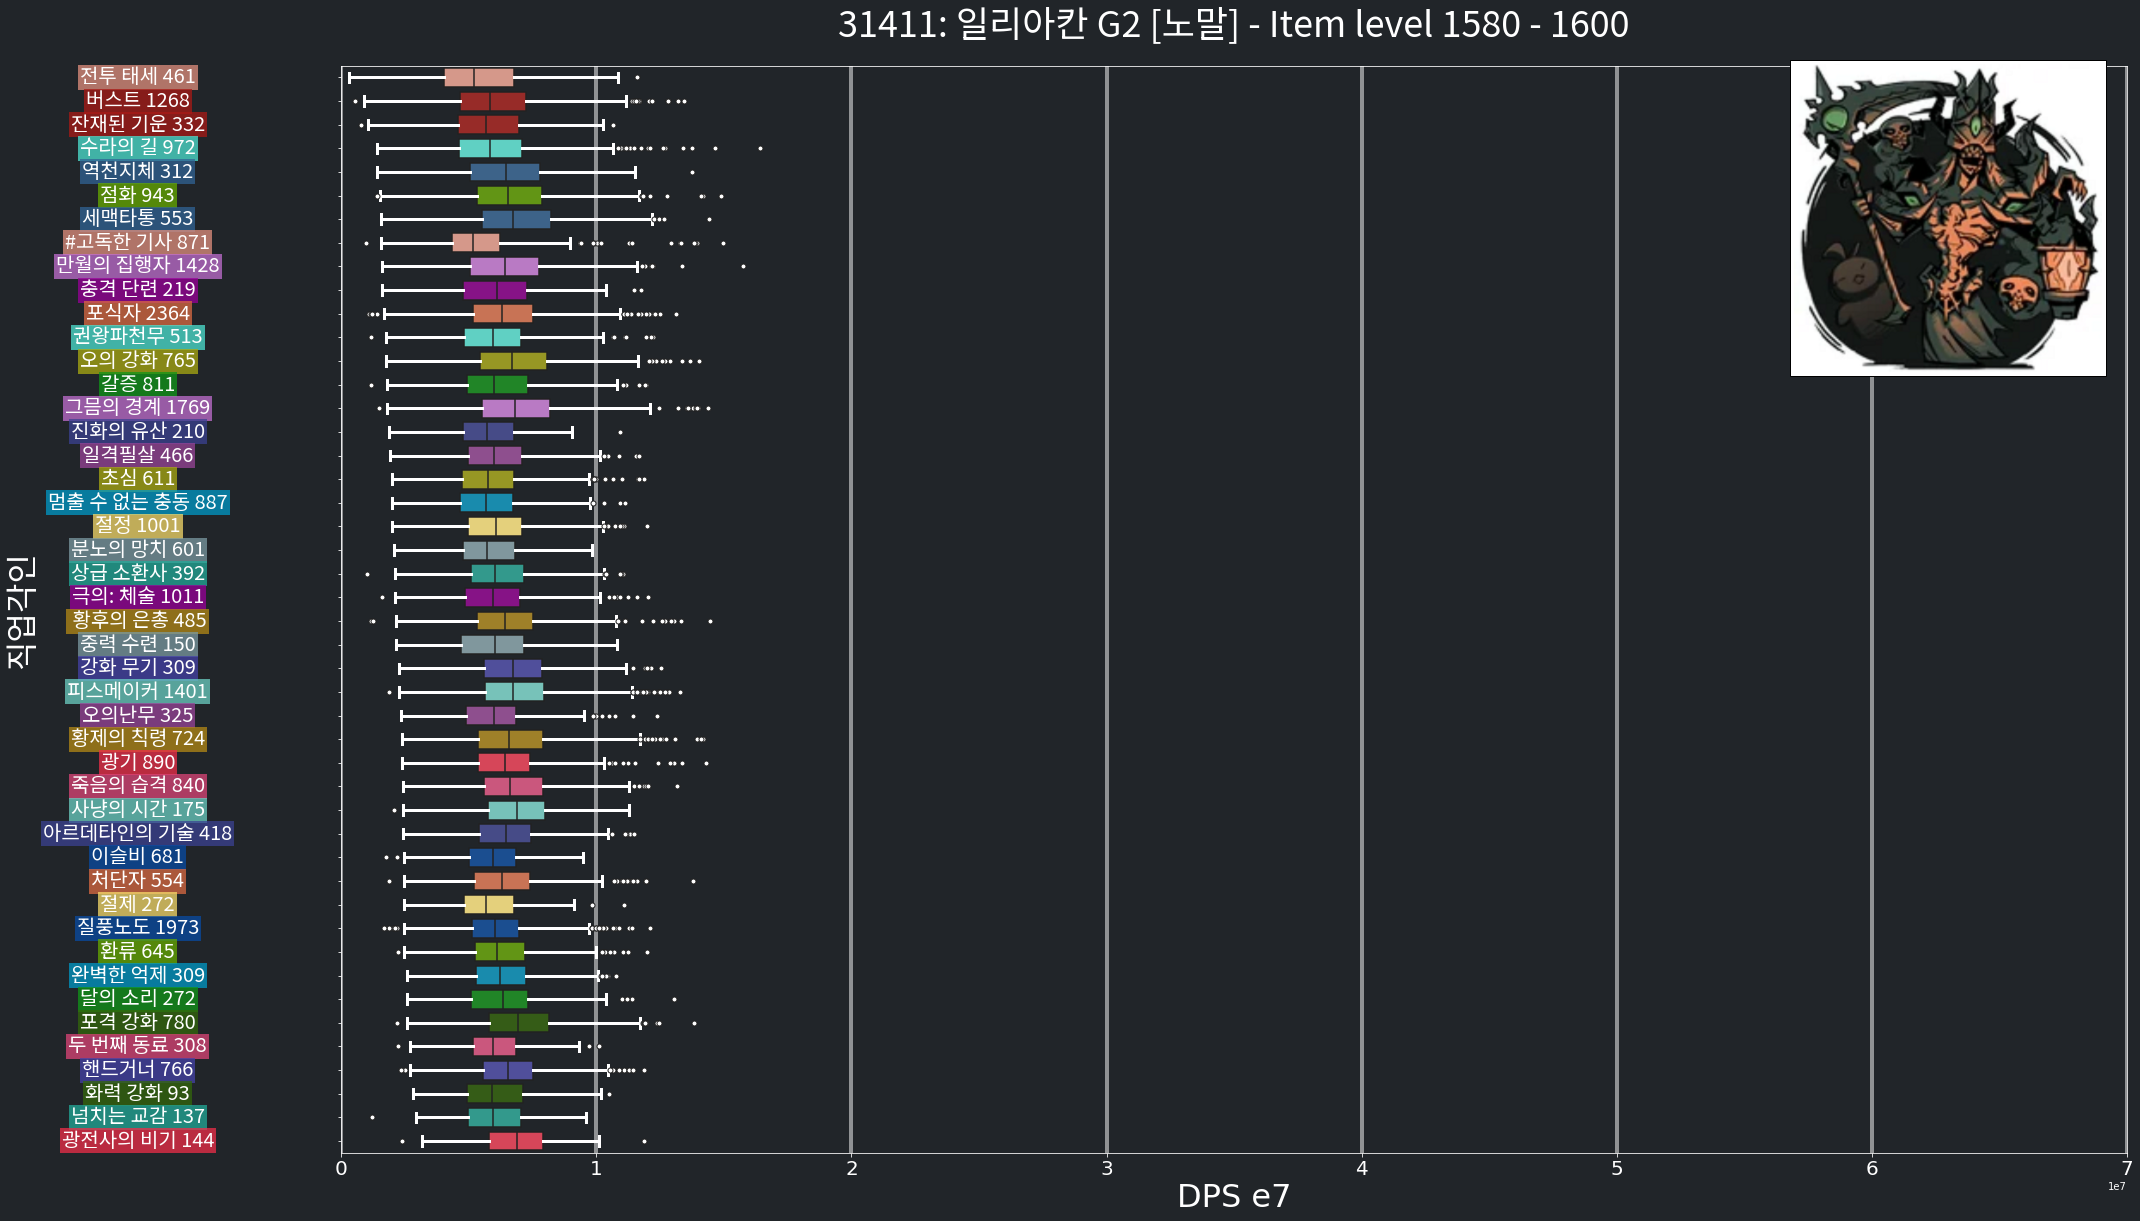 31411: 일리아칸 G2 [노말] - Item level 1580 - 1600
전투 태세 461
버스트 1268
잔재된 기운 332
수라의 길 972
역천지체 312
점화 943
세맥타통 553
#고독한 기사 871
만월의 집행자 1428
충격 단련 219
포식자 2364
권왕파천무 513
오의 강화 765
갈증 811
그믐의 경계 1769
진화의 유산 210
일격필살 466
초심 611
멈출 수 없는 충동 887
절정 1001
분노의 망치 601
상급 소환사 392
극의: 체술 1011
황후의 은총 485
중력 수련 150
강화 무기 309
피스메이커 1401
오의난무 325
황제의 칙령 724
광기 890
죽음의 습격 840
사냥의 시간 175
아르데타인의 기술 418
이슬비 681
처단자 554
절제 272
질풍노도 1973
환류 645
완벽한 억제 309
달의 소리 272
포격 강화 780
두 번째 동료 308
핸드거너 766
화력 강화 93
넘치는 교감 137
광전사의 비기 144
직업각인
0 1 2 3 4 5 6 7
DPS e7
1e7